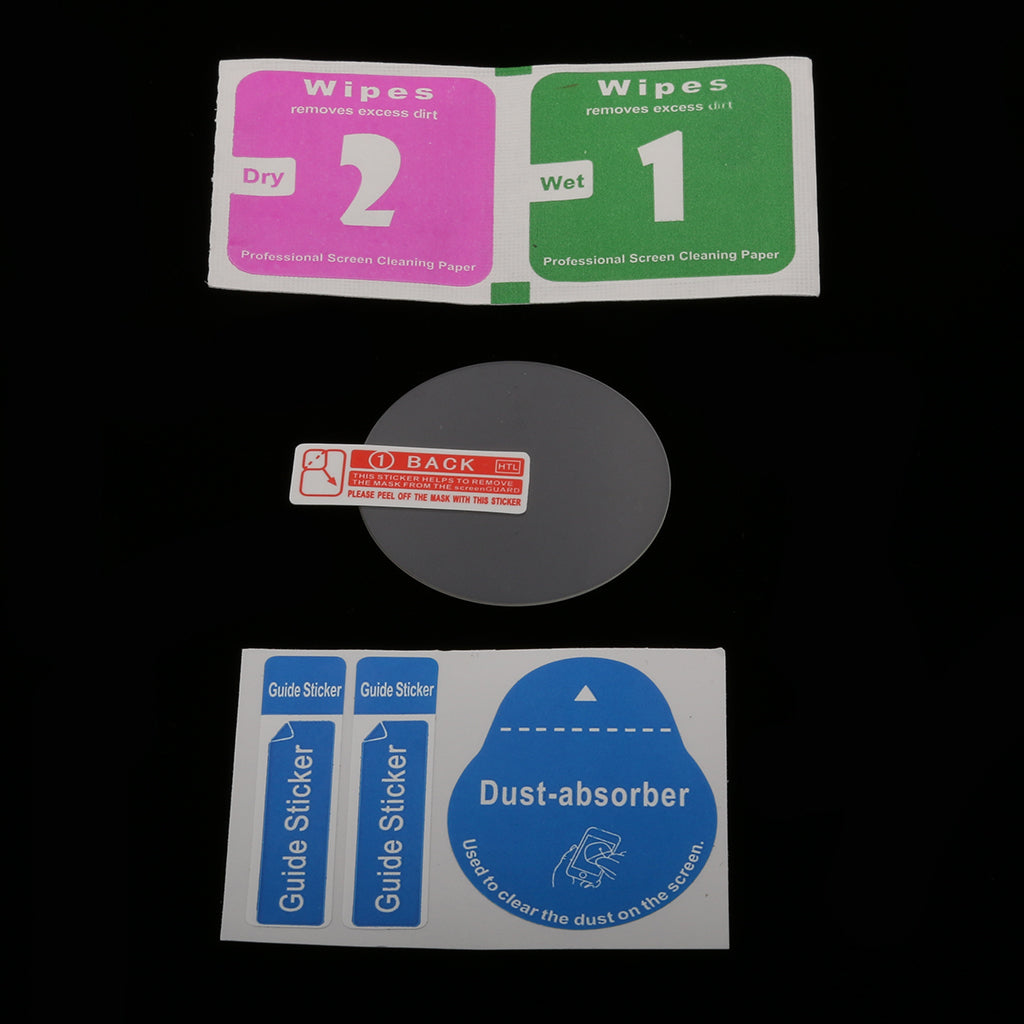 Wipes
removes excess dirt
2
Dry
Professional Screen Cleaning Paper
Wipes
removes excess dirt
1
Wet
Professional Screen Cleaning Paper
1 BACK HTL
THIS STICKER HELPS TO REMOVE
THE MASK FROM THE screenGUARD
PLEASE PEEL OFF THE MASK WITH THIS STICKER
Guide Sticker
Guide Sticker
Guide Sticker
Guide Sticker
Dust-absorber
Used to clear the dust on the screen.